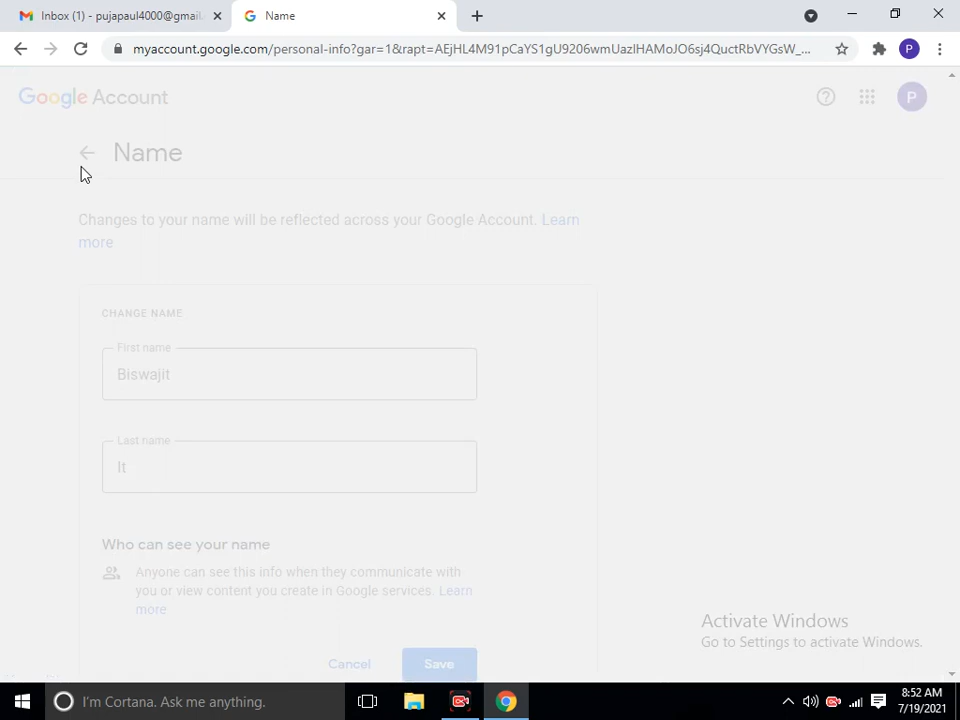 Inbox (1) - pujapaul4000@gmail.
Name
myaccount.google.com/personal-info?gar=1&rapt=AEjHL4M91pCaYS1gU9206wmUazIHAMoJO6sj4QuctRbVYGsW_...
P
Google Account
P
Name
Changes to your name will be reflected across your Google Account. Learn
more
CHANGE NAME
First name
Biswajit
Last name
It
Who can see your name
Anyone can see this info when they communicate with
you or view content you create in Google services. Learn
more
Cancel
Save
Activate Windows
Go to Settings to activate Windows.
I'm Cortana. Ask me anything.
8:52 AM
7/19/2021